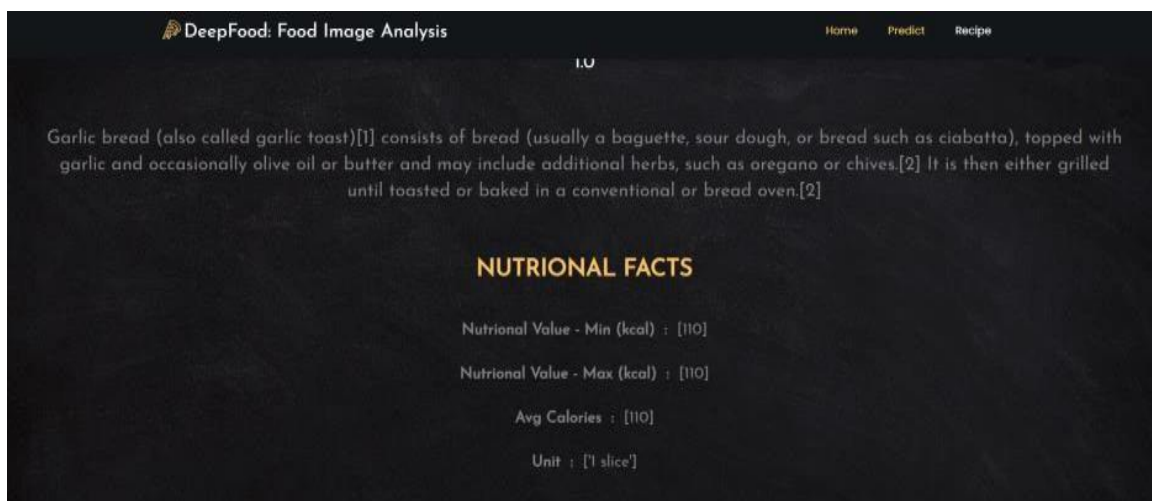 DeepFood: Food Image Analysis Home Predict Recipe
1.0
Garlic bread (also called garlic toast)[1] consists of bread (usually a baguette, sour dough, or bread such as ciabatta), topped with
garlic and occasionally olive oil or butter and may include additional herbs, such as oregano or chives.[2] It is then either grilled
until toasted or baked in a conventional or bread oven.[2]
NUTRIONAL FACTS
Nutrional Value - Min (kcal) : [110]
Nutrional Value - Max (kcal) : [110]
Avg Calories : [110]
Unit : ['1 slice']